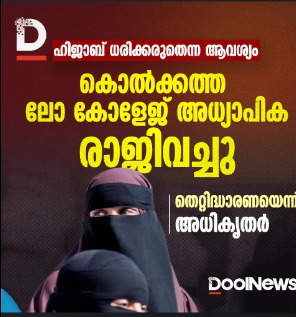 D
ഹിജാബ് ധരിക്കരുതെന്ന ആവശ്യം
കൊൽക്കത്ത
ലോ കോളേജ് അധ്യാപിക
രാജിവച്ചു
തെറ്റിദ്ധാരണയെന്ന്
അധികൃതർ
DoolNews